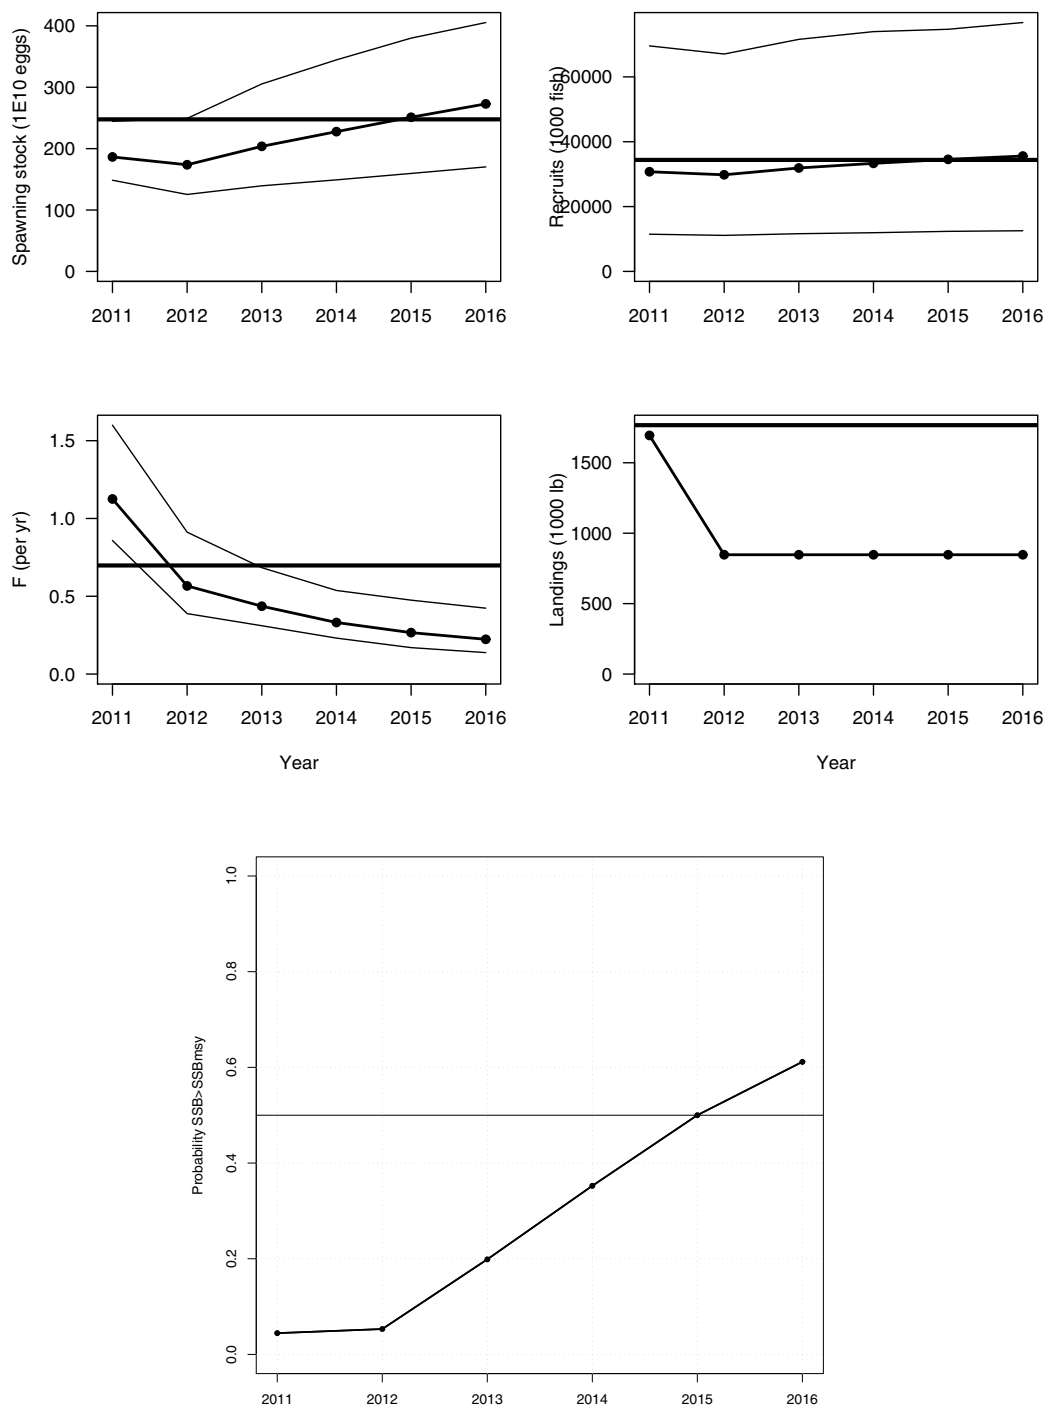 Spawning stock (1E10 eggs)
400
300
200
100
0
2011 2012 2013 2014 2015 2016
Recruits (1000 fish)
60000
40000
20000
0
2011 2012 2013 2014 2015 2016
F (per yr)
1.5
1.0
0.5
0.0
2011 2012 2013 2014 2015 2016
Year
Landings (1000 lb)
1500
1000
500
0
2011 2012 2013 2014 2015 2016
Year
Probability SSB>SSBmsy
1.0
0.8
0.6
0.4
0.2
0.0
2011 2012 2013 2014 2015 2016